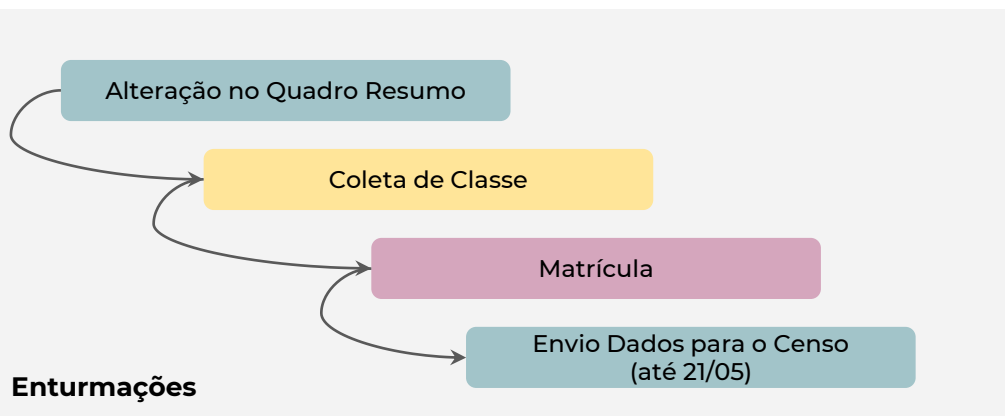 Alteração no Quadro Resumo
Coleta de Classe
Matrícula
Envio Dados para o Censo
(até 21/05)
Enturmações